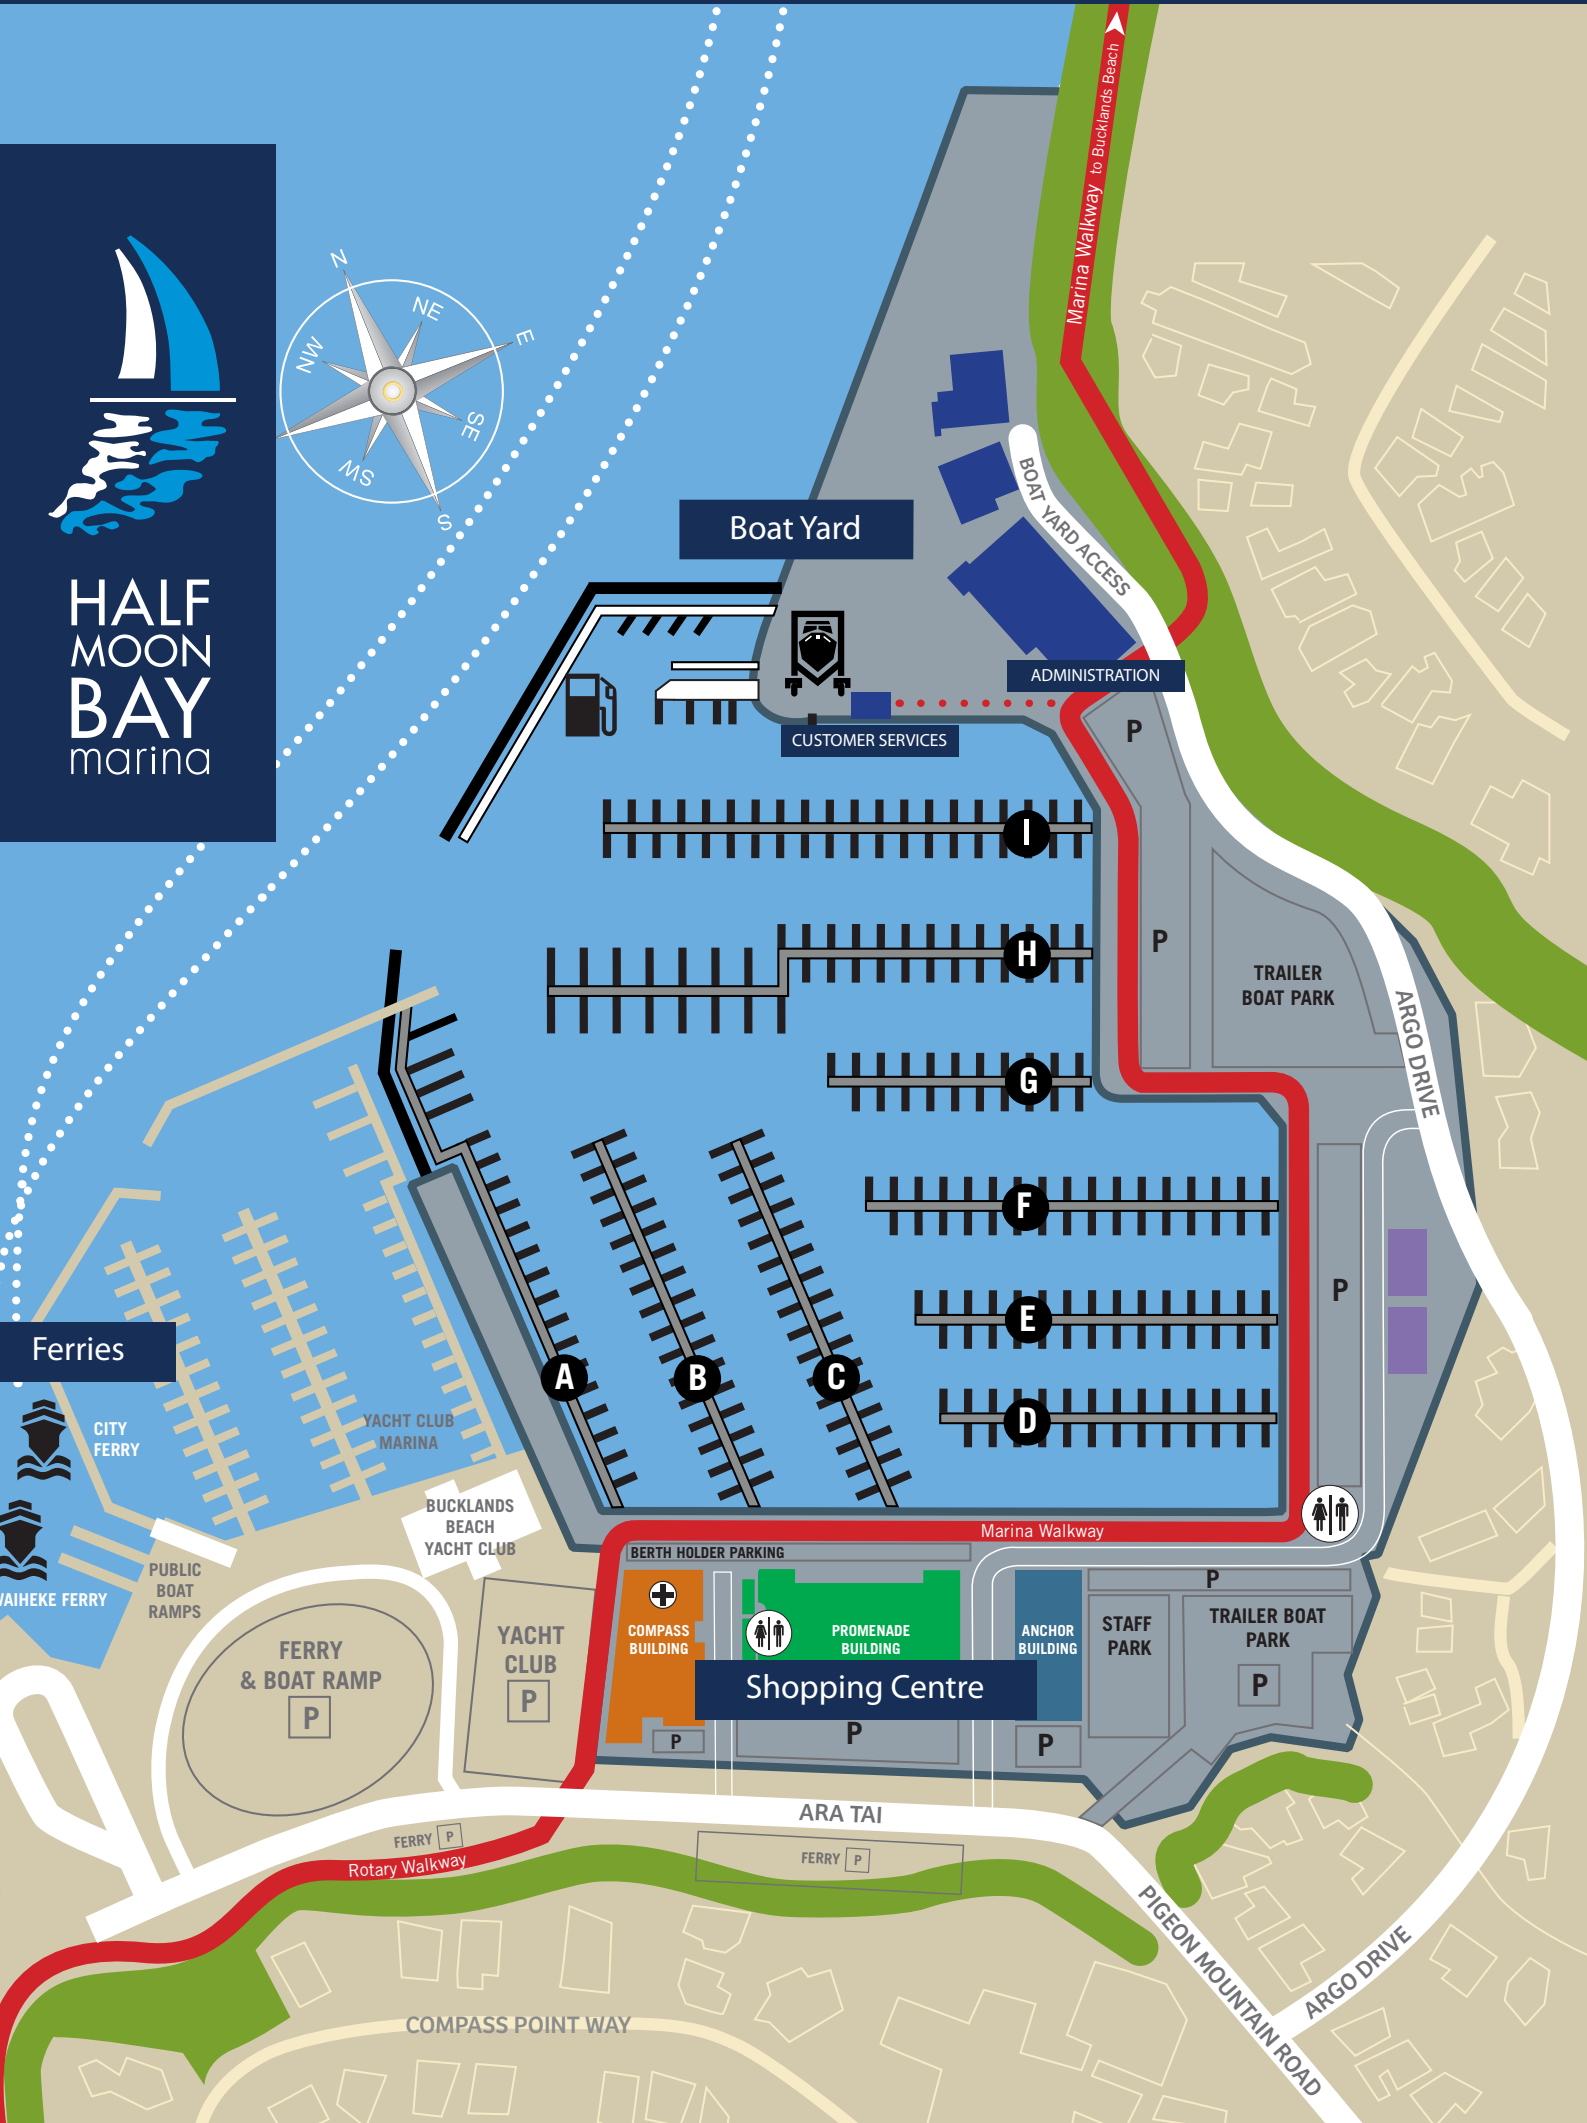 Marina Walkway to Bucklands Beach
N
NE
E
NW
SE
SW
S
HALF
MOON
BAY
marina
Boat Yard
BOAT YARD ACCESS
ADMINISTRATION
CUSTOMER SERVICES
P
I
H
P
TRAILER
BOAT PARK
ARGO DRIVE
G
F
P
E
Ferries
A
B
C
D
CITY
FERRY
YACHT CLUB
MARINA
BUCKLANDS
BEACH
YACHT CLUB
Marina Walkway
BERTH HOLDER PARKING
PUBLIC
BOAT
RAMPS
WAIHEKE FERRY
P
FERRY
& BOAT RAMP
P
YACHT
CLUB
P
COMPASS
BUILDING
PROMENADE
BUILDING
ANCHOR
BUILDING
STAFF
PARK
TRAILER BOAT
PARK
P
Shopping Centre
P
P
P
ARA TAI
FERRY P
FERRY P
Rotary Walkway
PIGEON MOUNTAIN ROAD
ARGO DRIVE
COMPASS POINT WAY